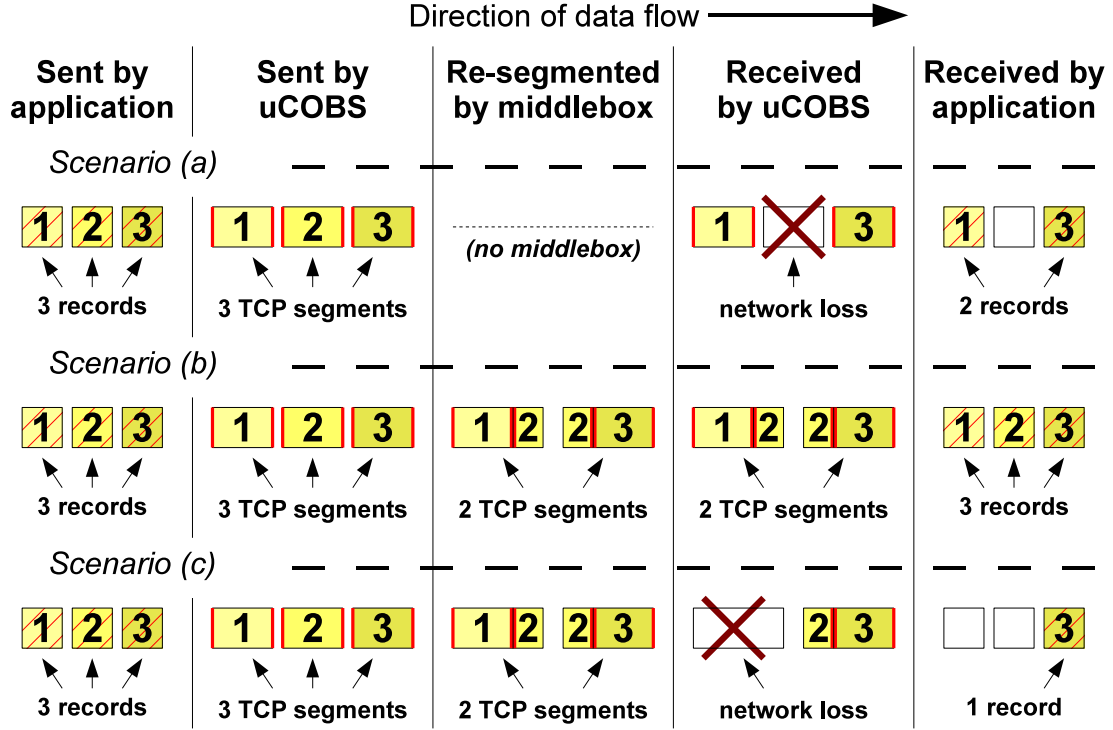 Direction of data flow
Sent by application
Sent by uCOBS
Re-segmented by middlebox
Received by uCOBS
Received by application
Scenario (a)
1 2 3
1 2 3
(no middlebox)
1 3
1 3
3 records
3 TCP segments
network loss
2 records
Scenario (b)
1 2 3
1 2 3
1 2 2 3
1 2 2 3
1 2 3
3 records
3 TCP segments
2 TCP segments
2 TCP segments
3 records
Scenario (c)
1 2 3
1 2 3
1 2 2 3
2 3
3
3 records
3 TCP segments
2 TCP segments
network loss
1 record